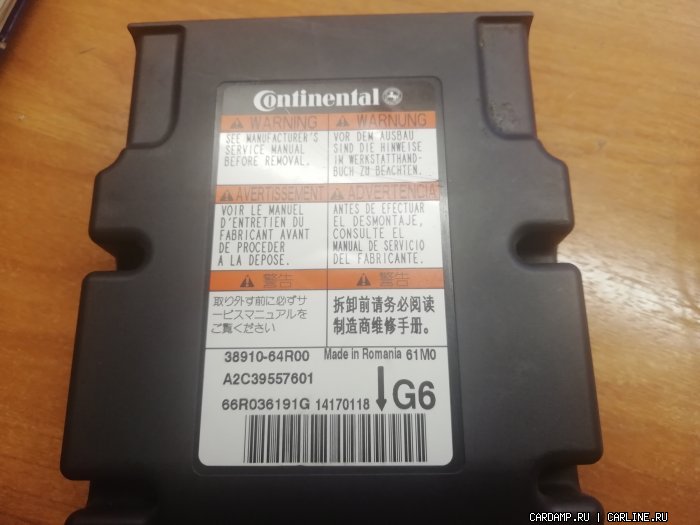 Continental
WARNING
SEE MANUFACTURER'S
SERVICE MANUAL
BEFORE REMOVAL.
WARNUNG
VOR DEM AUSBAU
SIND DIE HINWEISE
IM WERKSTATTHAND-
BUCH ZU BEACHTEN.
AVERTISSEMENT
VOIR LE MANUEL
D'ENTRETIEN DU
FABRICANT AVANT
DE PROCEDER
A LA DEPOSE.
ADVERTENCIA
ANTES DE EFECTUAR
EL DESMONTAJE,
CONSULTE EL
MANUAL DE SERVICIO
DEL FABRICANTE.
警告
取り外す前に必ずサ
ービスマニュアルを
ご覧ください
警告
拆卸前请务必阅读
制造商维修手册。
38910-64R00 Made in Romania 61M0
A2C39557601
66R036191G 14170118 G6
CARDAMP.RU | CARLINE.RU